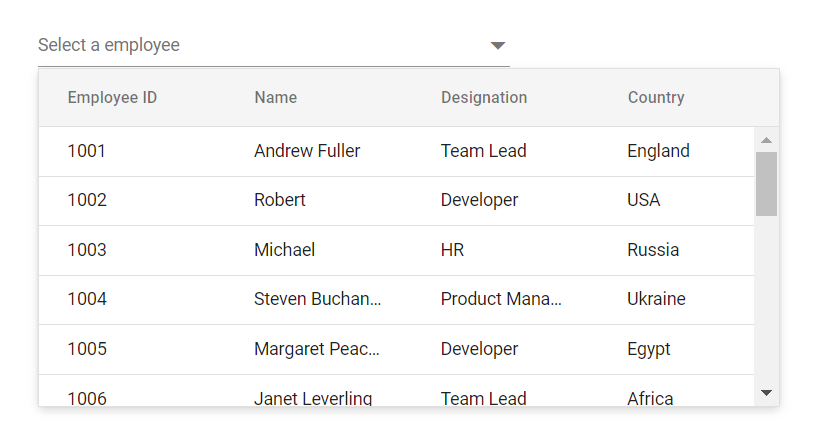 Select a employee
Employee ID Name Designation Country
1001 Andrew Fuller Team Lead England
1002 Robert Developer USA
1003 Michael HR Russia
1004 Steven Buchan... Product Mana... Ukraine
1005 Margaret Peac... Developer Egypt
1006 Janet Leverling Team Lead Africa